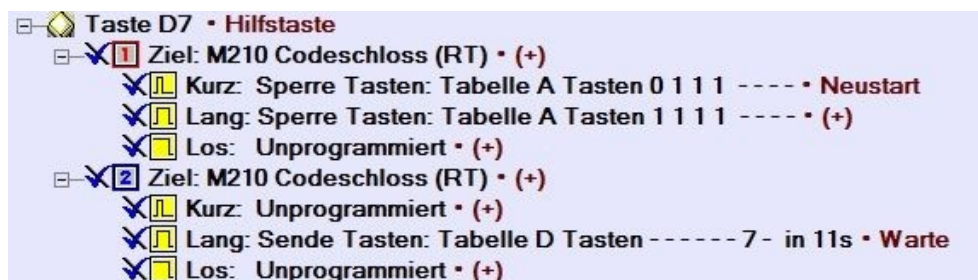 Taste D7 • Hilfstaste
1 Ziel: M210 Codeschloss (RT) • (+)
Kurz: Sperre Tasten: Tabelle A Tasten 0 1 1 1 - - - - • Neustart
Lang: Sperre Tasten: Tabelle A Tasten 1 1 1 1 - - - - • (+)
Los: Unprogrammiert • (+)
2 Ziel: M210 Codeschloss (RT) • (+)
Kurz: Unprogrammiert • (+)
Lang: Sende Tasten: Tabelle D Tasten - - - - - - 7 - in 11s • Warte
Los: Unprogrammiert • (+)